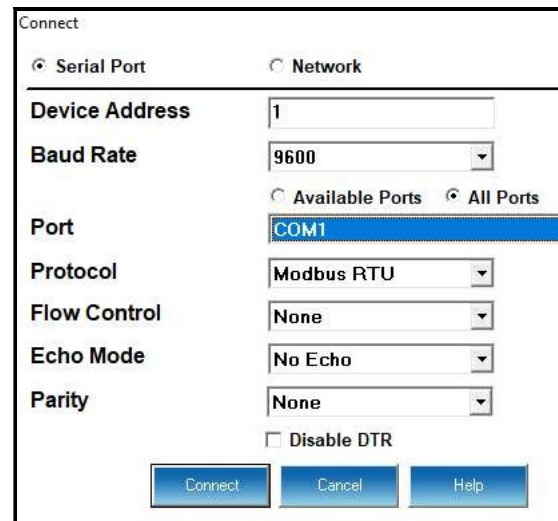 Connect
Serial Port Network
Device Address 1
Baud Rate 9600
Available Ports All Ports
Port COM1
Protocol Modbus RTU
Flow Control None
Echo Mode No Echo
Parity None
Disable DTR
Connect Cancel Help